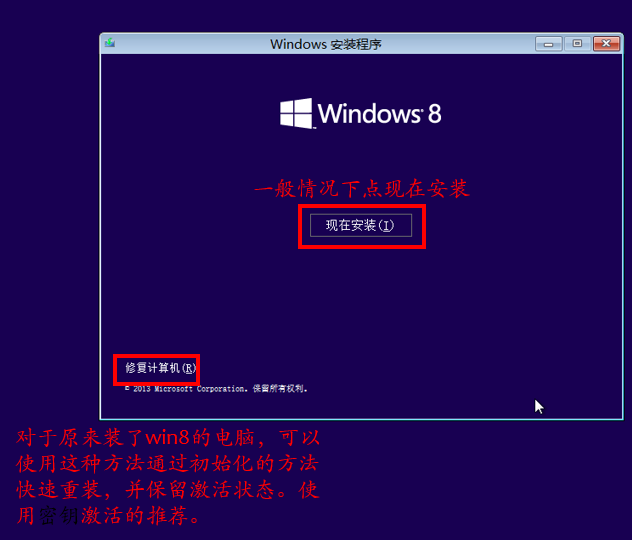 Windows 安装程序
Windows 8
一般情况下点现在安装
现在安装(I)
修复计算机(R)
© 2013 Microsoft Corporation. 保留所有权利。
对于原来装了win8的电脑，可以
使用这种方法通过初始化的方法
快速重装，并保留激活状态。使
用密钥激活的推荐。